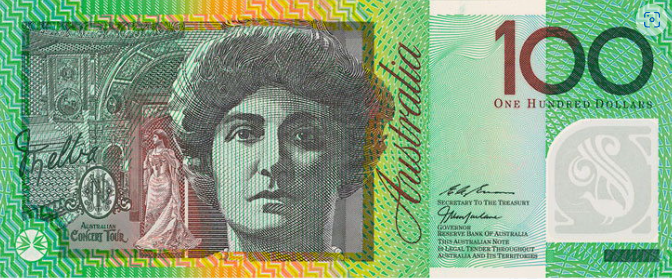 AUSTRALIAN
CONCERT TOUR
Australia
100
ONE HUNDRED DOLLARS
SECRETARY TO THE TREASURY
GOVERNOR
RESERVE BANK OF AUSTRALIA
THIS AUSTRALIAN NOTE
IS LEGAL TENDER THROUGHOUT
AUSTRALIA AND ITS TERRITORIES